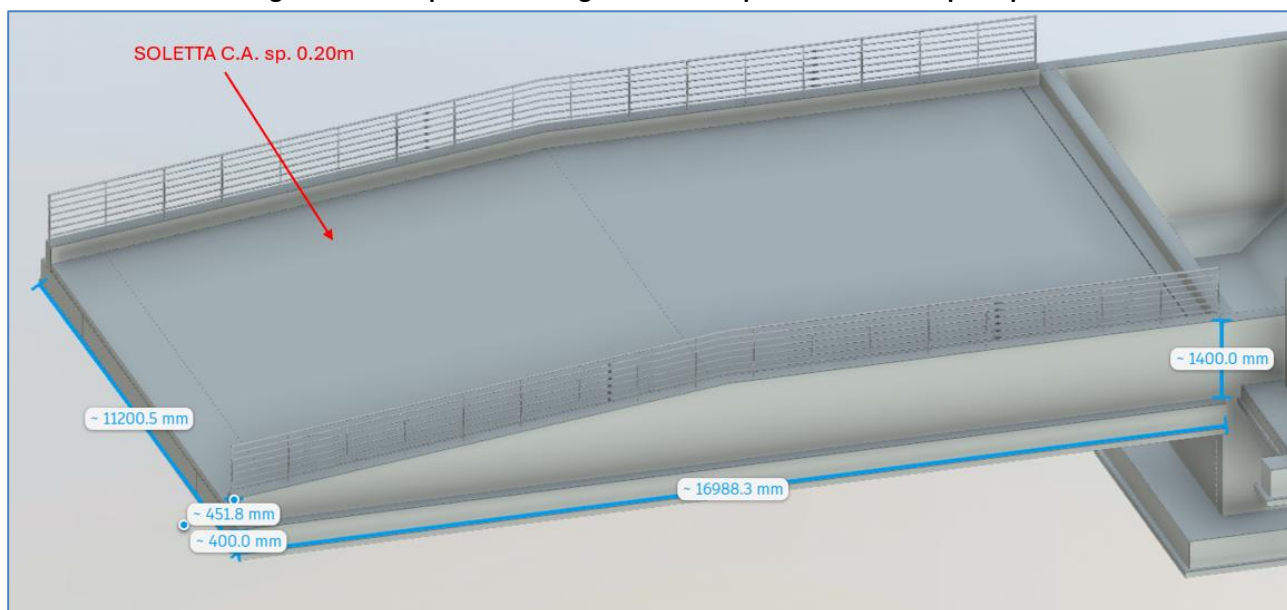 SOLETTA C.A. sp. 0.20m
~ 1400.0 mm
~ 11200.5 mm
~ 16988.3 mm
~ 451.8 mm
~ 400.0 mm